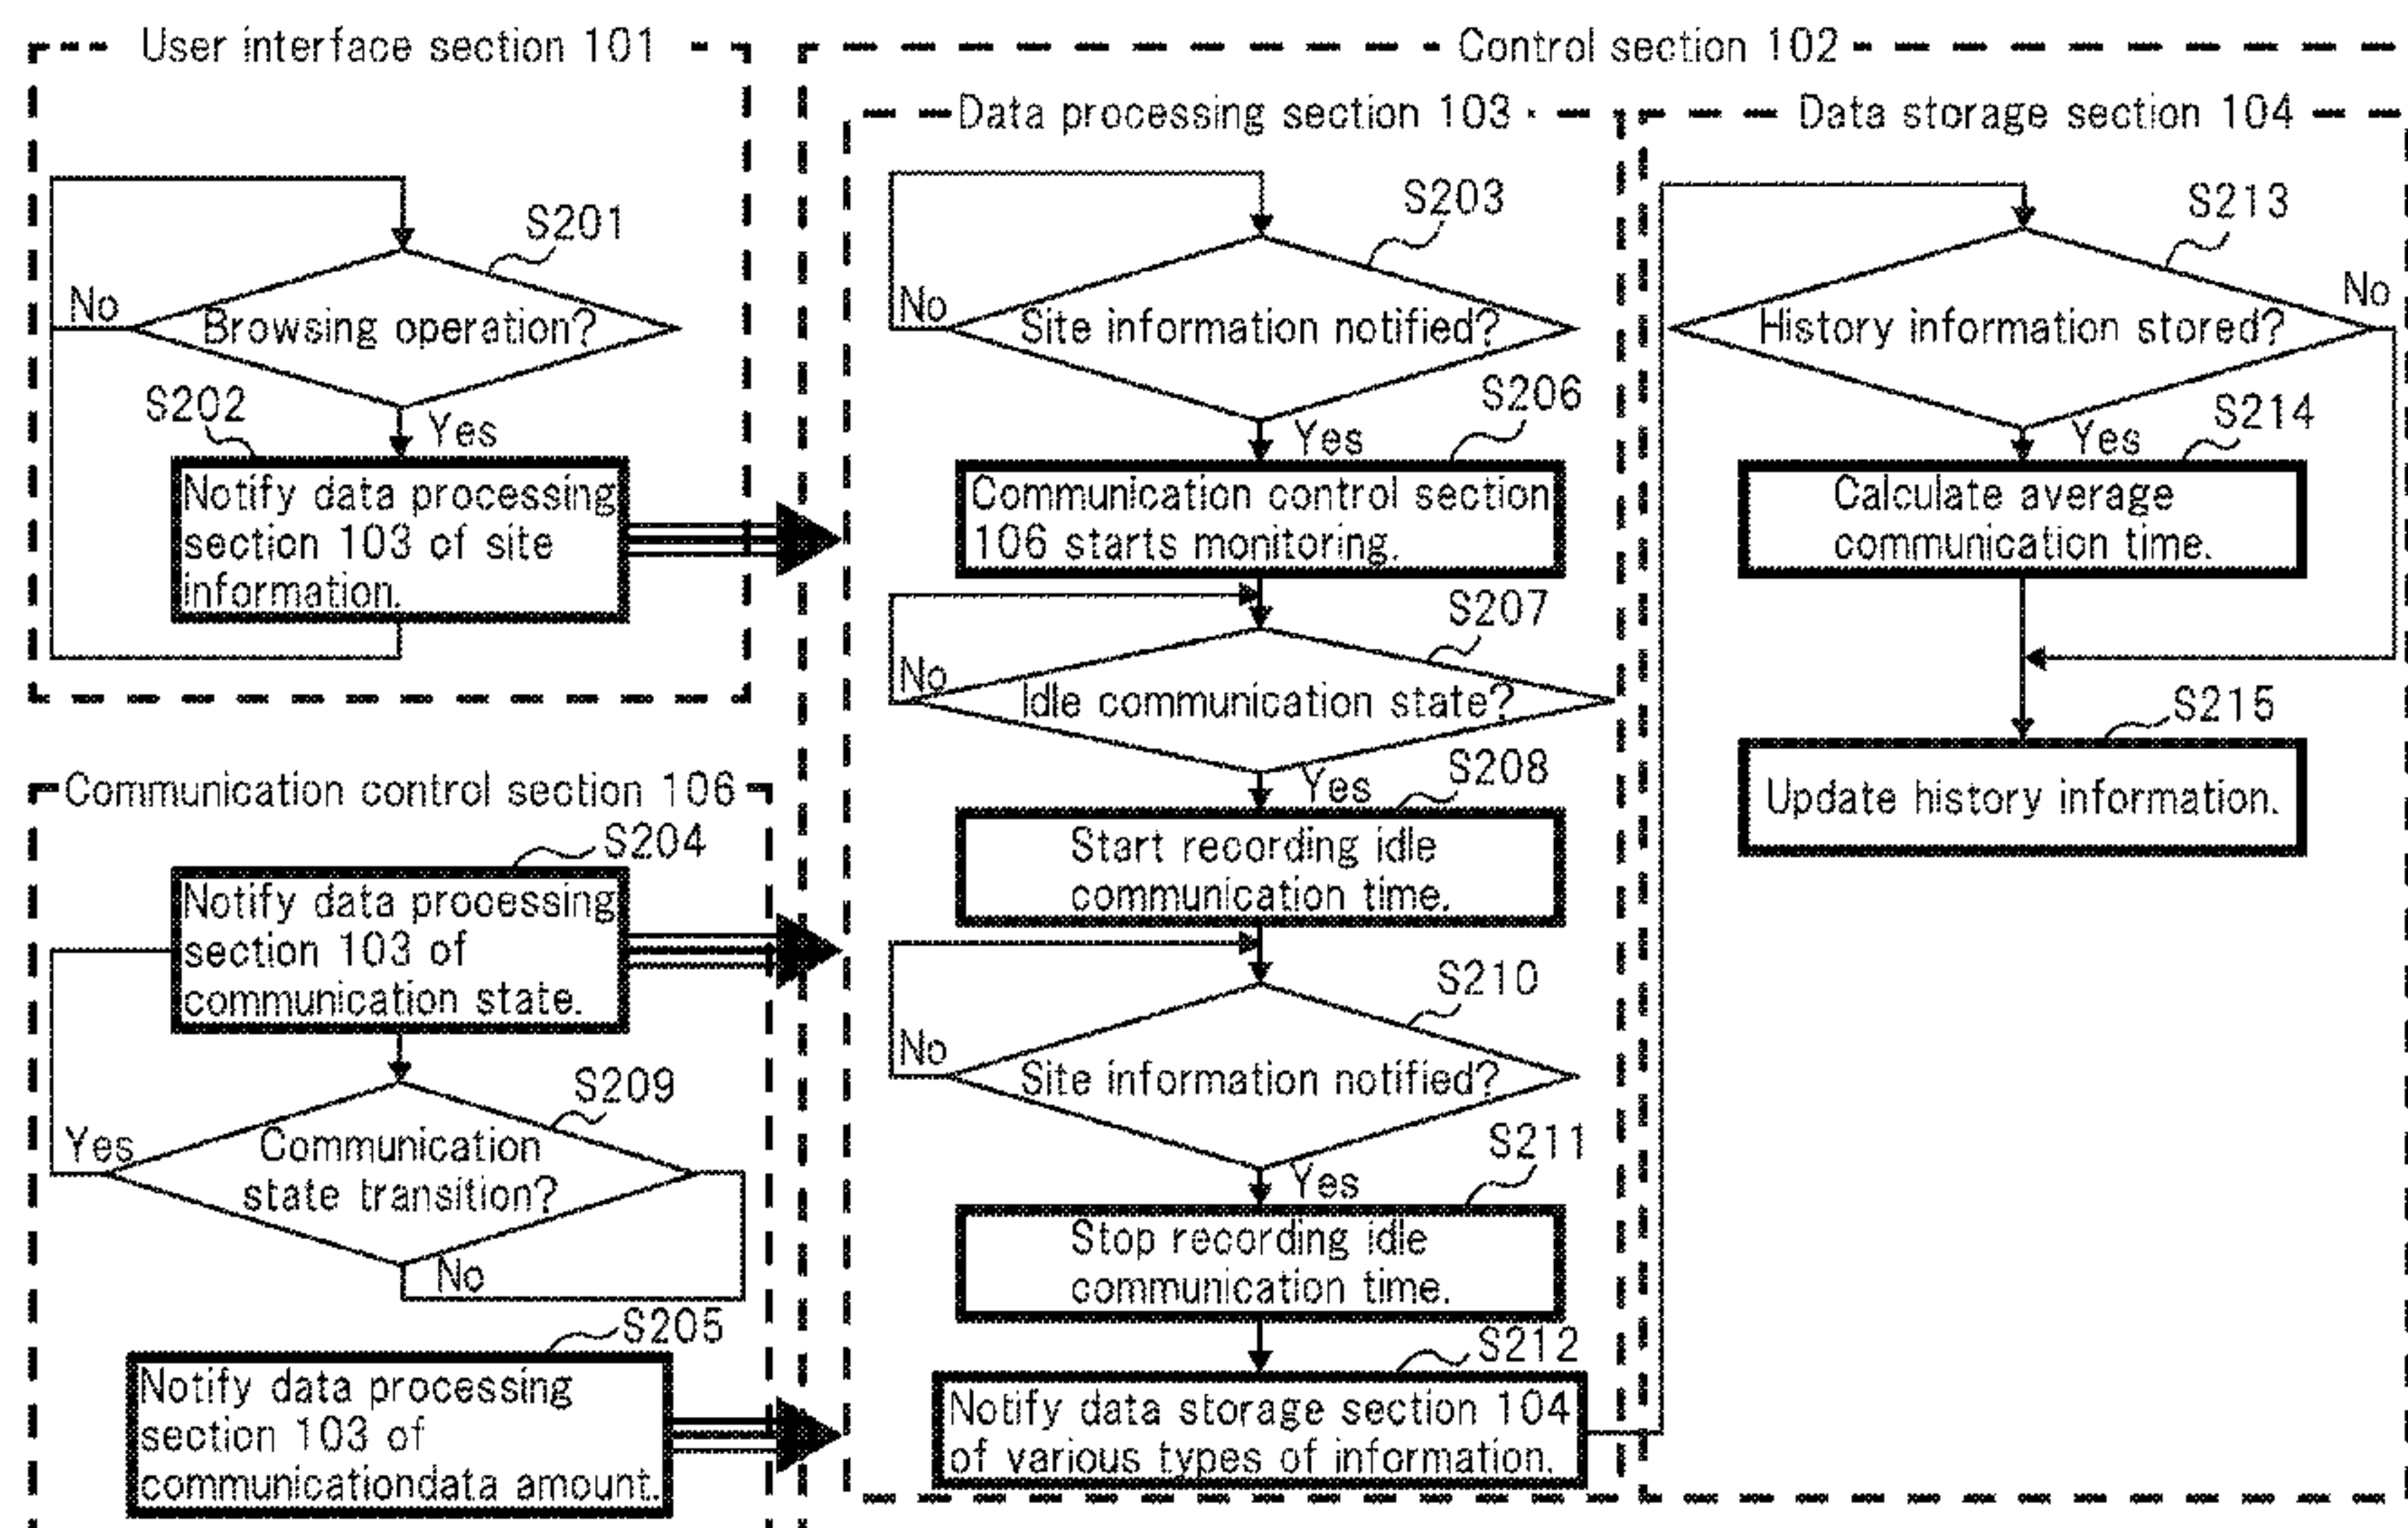 User interface section 101
S201
Browsing operation?
No
Yes
S202
Notify data processing
section 103 of site
information.
Communication control section 106
S204
Notify data processing
section 103 of
communication state.
S209
Communication
state transition?
Yes
No
S205
Notify data processing
section 103 of
communicationdata amount.
Control section 102
Data processing section 103
S203
Site information notified?
No
Yes
S206
Communication control section
106 starts monitoring.
S207
Idle communication state?
No
Yes
S208
Start recording idle
communication time.
S210
Site information notified?
No
Yes
S211
Stop recording idle
communication time.
S212
Notify data storage section 104
of various types of information.
Data storage section 104
S213
History information stored?
No
Yes
S214
Calculate average
communication time.
S215
Update history information.